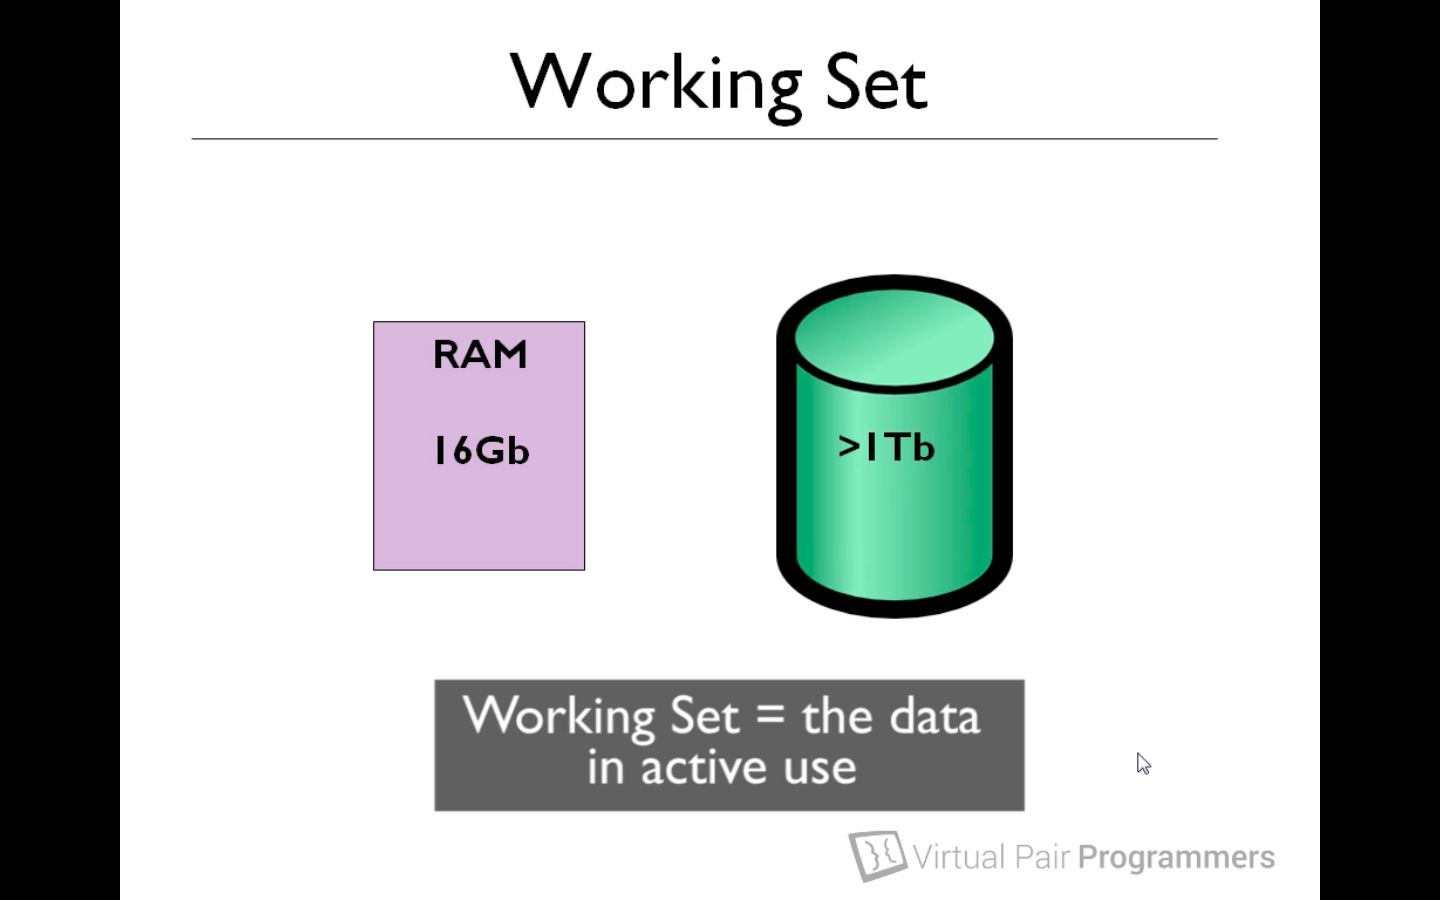 Working Set
RAM
16Gb
>1Tb
Working Set = the data
in active use
Virtual Pair Programmers